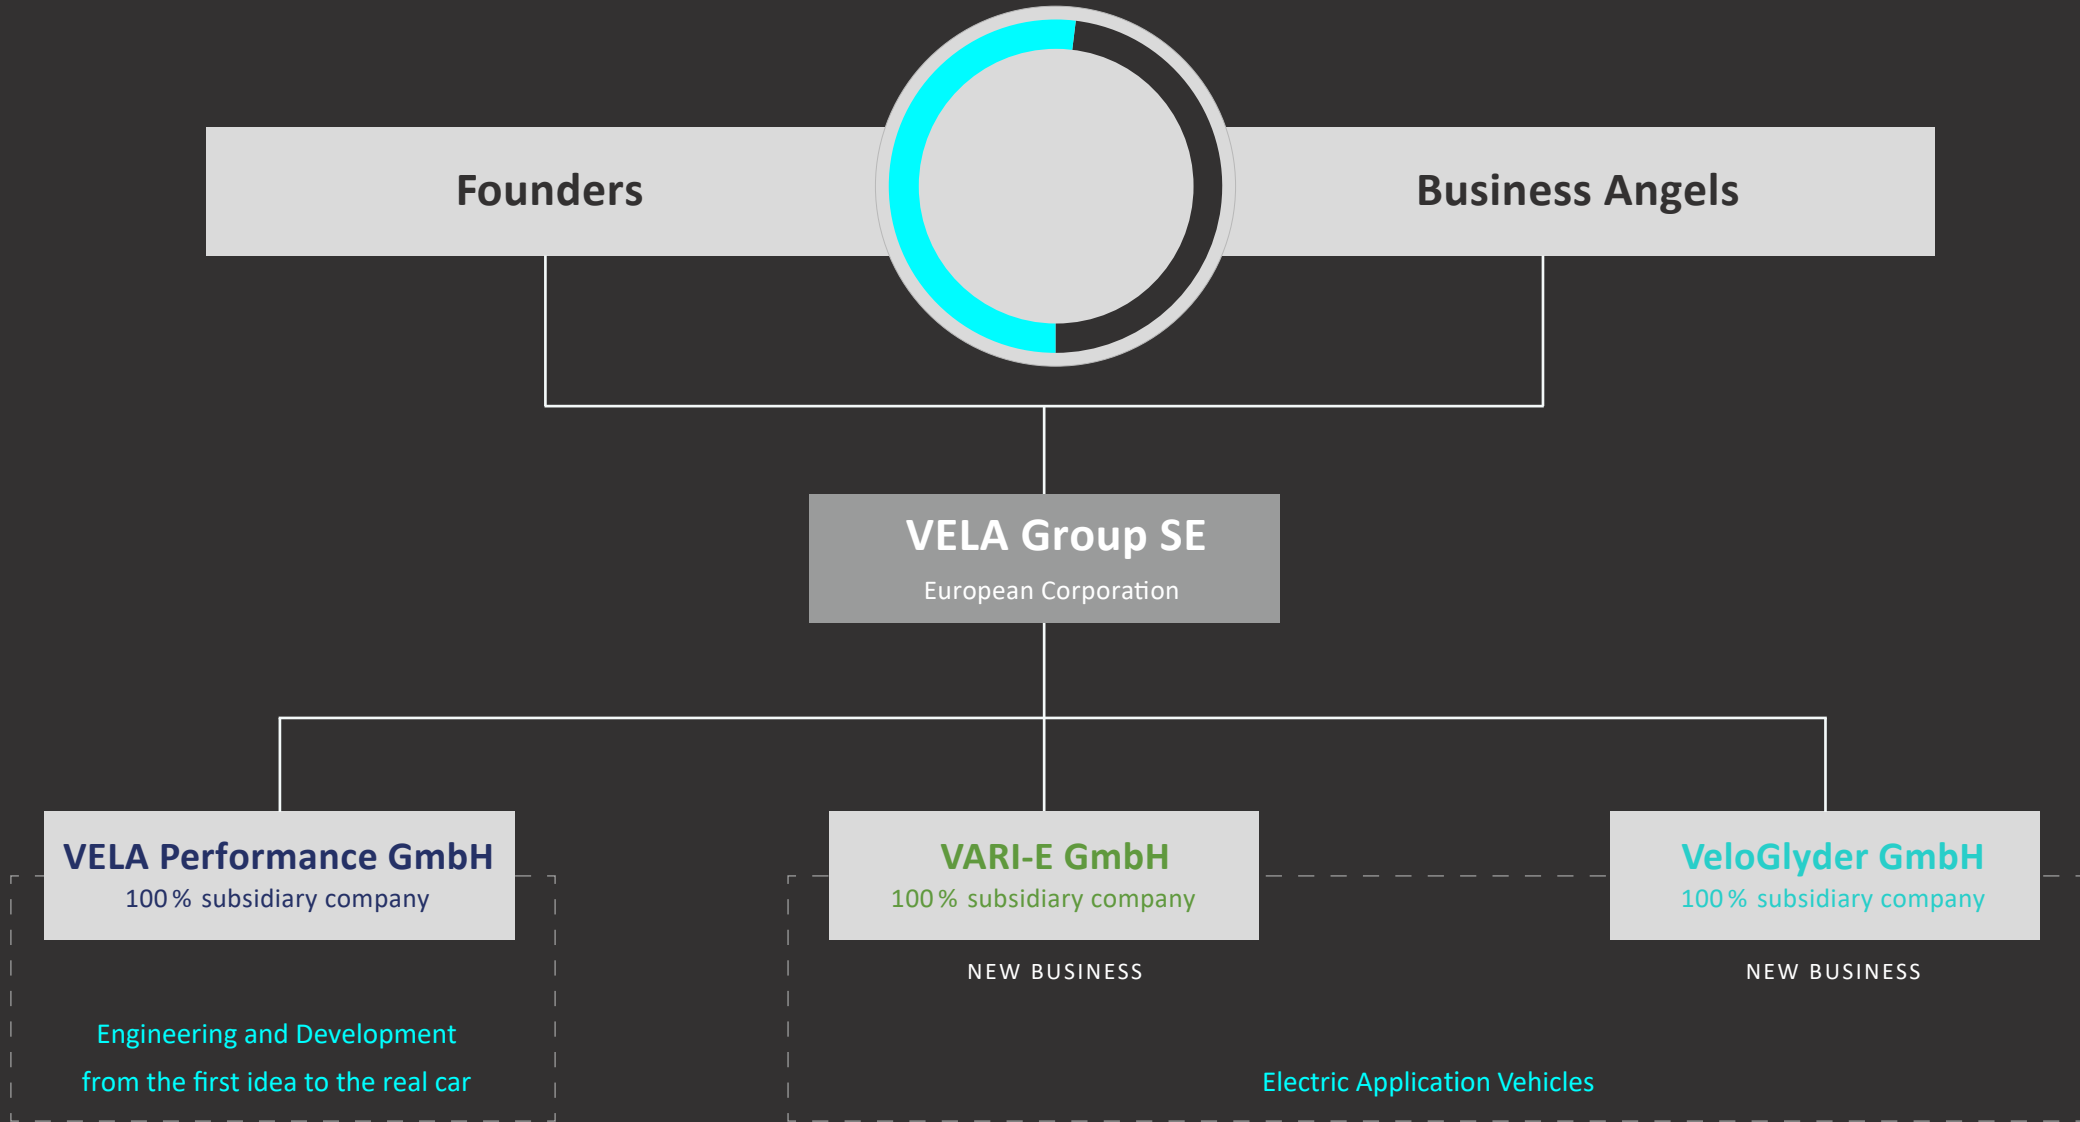 Founders
Business Angels
VELA Group SE
European Corporation
VELA Performance GmbH
100 % subsidiary company
VARI-E GmbH
100 % subsidiary company
VeloGlyder GmbH
100 % subsidiary company
NEW BUSINESS
NEW BUSINESS
Engineering and Development
from the first idea to the real car
Electric Application Vehicles